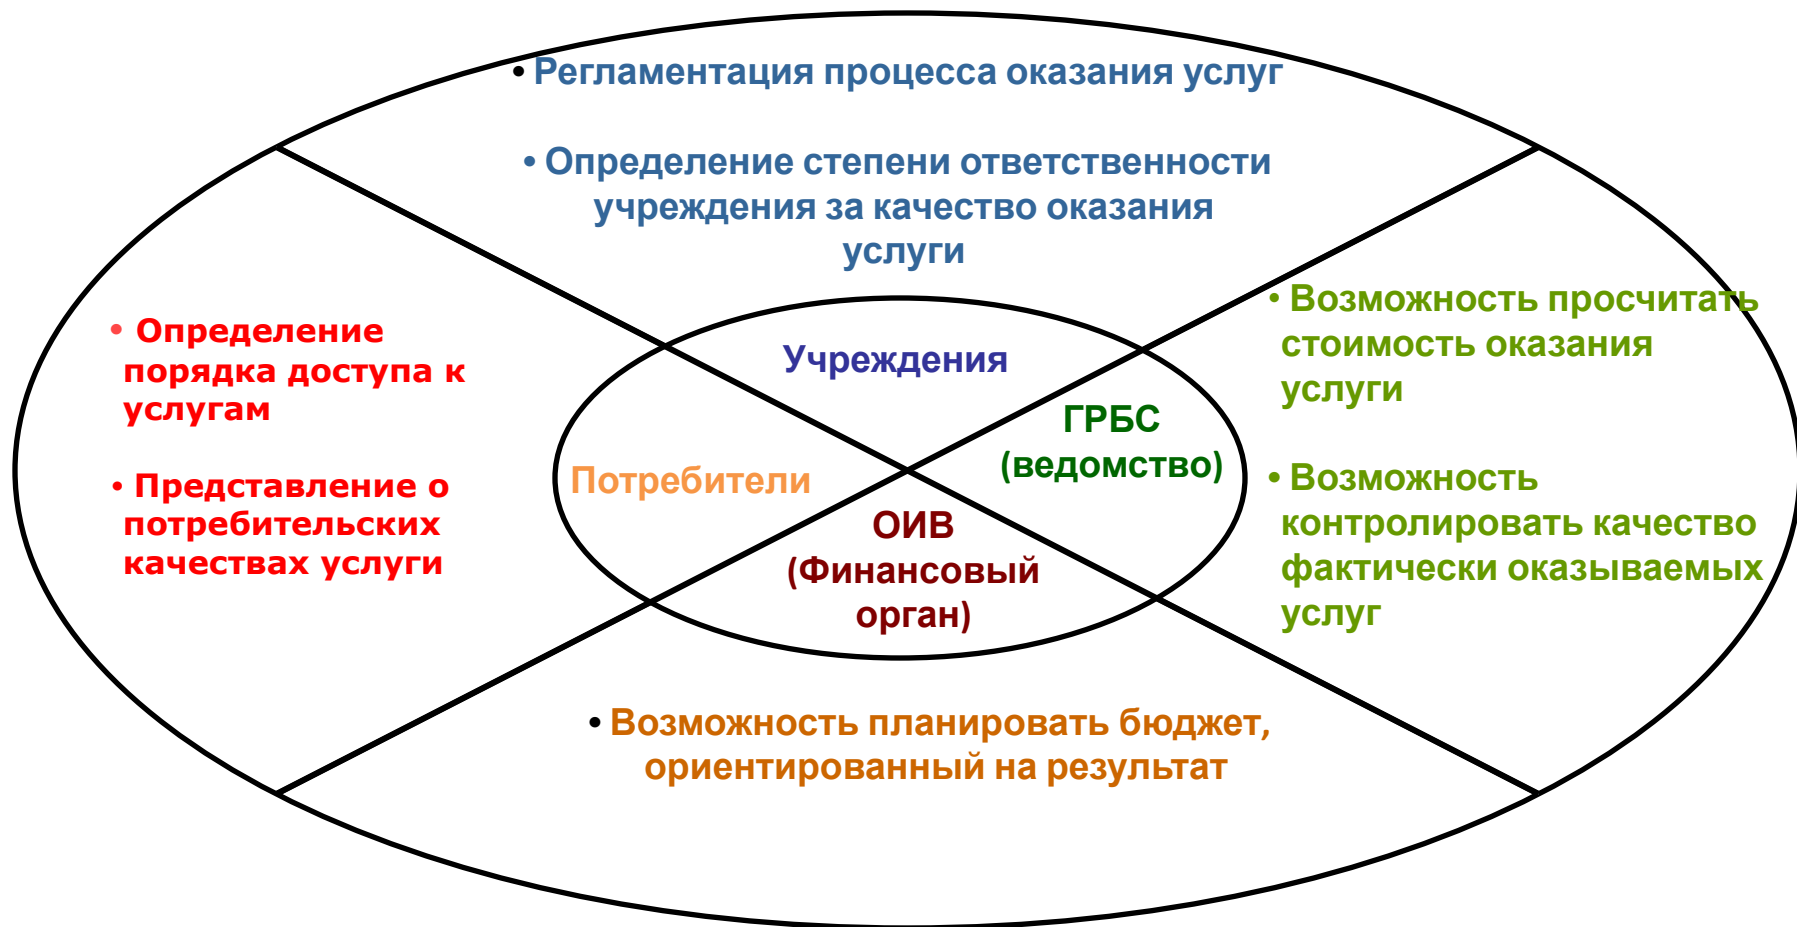 • Регламентация процесса оказания услуг
• Определение степени ответственности
учреждения за качество оказания
услуги
• Определение
порядка доступа к
услугам
• Представление о
потребительских
качествах услуги
Учреждения
Потребители
ГРБС
(ведомство)
ОИВ
(Финансовый
орган)
• Возможность просчитать
стоимость оказания
услуги
• Возможность
контролировать качество
фактически оказываемых
услуг
• Возможность планировать бюджет,
ориентированный на результат